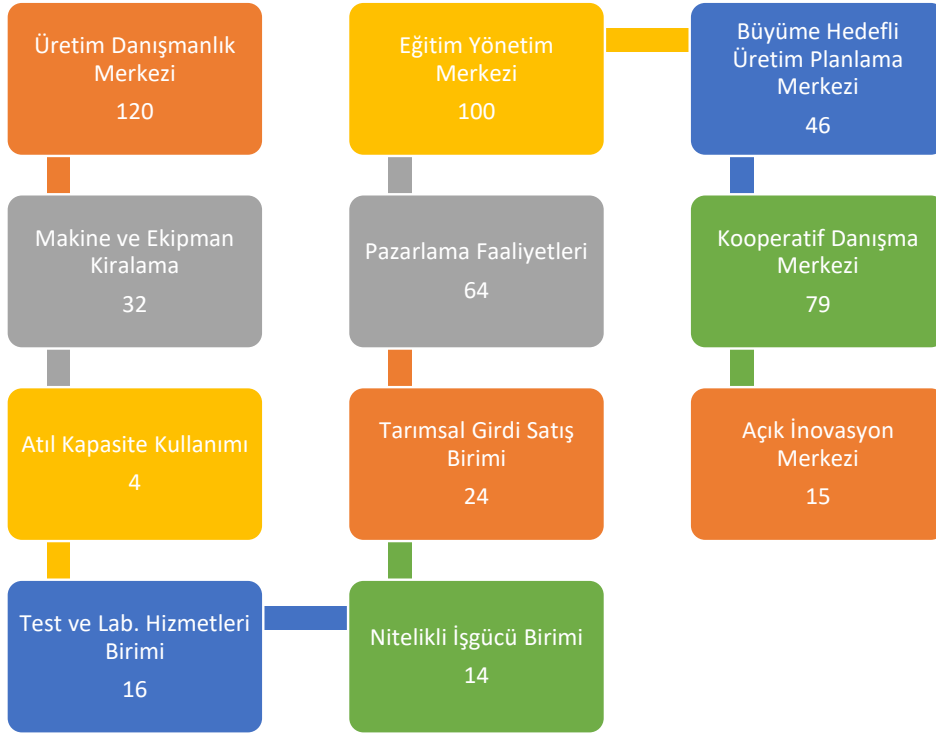 Üretim Danışmanlık
Merkezi
120
Makine ve Ekipman
Kiralama
32
Atıl Kapasite Kullanımı
4
Test ve Lab. Hizmetleri
Birimi
16
Nitelikli İşgücü Birimi
14
Tarımsal Girdi Satış
Birimi
24
Pazarlama Faaliyetleri
64
Eğitim Yönetim
Merkezi
100
Büyüme Hedefli
Üretim Planlama
Merkezi
46
Kooperatif Danışma
Merkezi
79
Açık İnovasyon
Merkezi
15